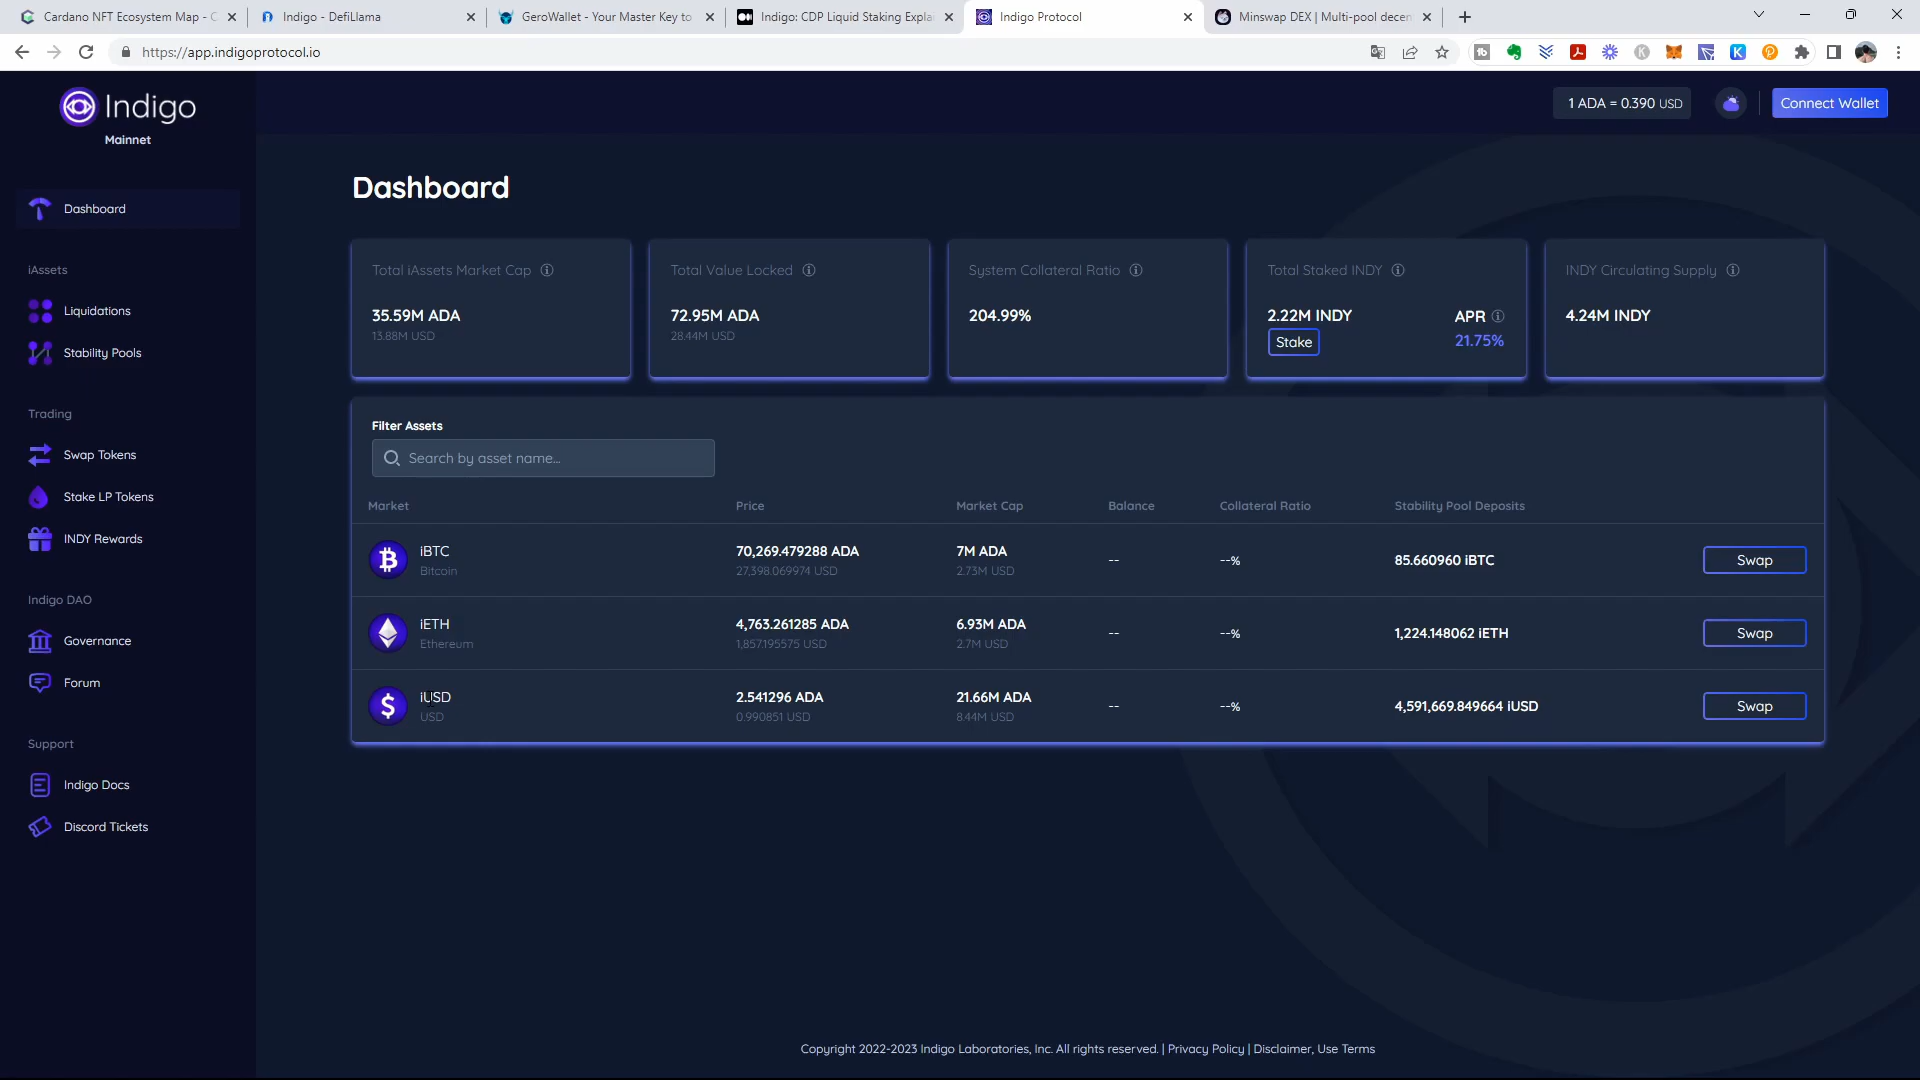 Cardano NFT Ecosystem Map - C
Indigo - DefiLlama
GeroWallet - Your Master Key to
Indigo: CDP Liquid Staking Expla
Indigo Protocol
Minswap DEX | Multi-pool decen
https://app.indigoprotocol.io
Indigo
Mainnet
1 ADA = 0.390 USD
Connect Wallet
Dashboard
iAssets
Liquidations
Stability Pools
Trading
Swap Tokens
Stake LP Tokens
INDY Rewards
Indigo DAO
Governance
Forum
Support
Indigo Docs
Discord Tickets
Dashboard
Total iAssets Market Cap
35.59M ADA
13.88M USD
Total Value Locked
72.95M ADA
28.44M USD
System Collateral Ratio
204.99%
Total Staked INDY
2.22M INDY
Stake
APR
21.75%
INDY Circulating Supply
4.24M INDY
Filter Assets
Search by asset name...
Market Price Market Cap Balance Collateral Ratio Stability Pool Deposits
iBTC 70,269.479288 ADA 7M ADA -- --% 85.660960 iBTC Swap
Bitcoin 27,398.069974 USD 2.73M USD
iETH 4,763.261285 ADA 6.93M ADA -- --% 1,224.148062 iETH Swap
Ethereum 1,857.195575 USD 2.7M USD
iUSD 2.541296 ADA 21.66M ADA -- --% 4,591,669.849664 iUSD Swap
USD 0.990851 USD 8.44M USD
Copyright 2022-2023 Indigo Laboratories, Inc. All rights reserved. | Privacy Policy | Disclaimer, Use Terms